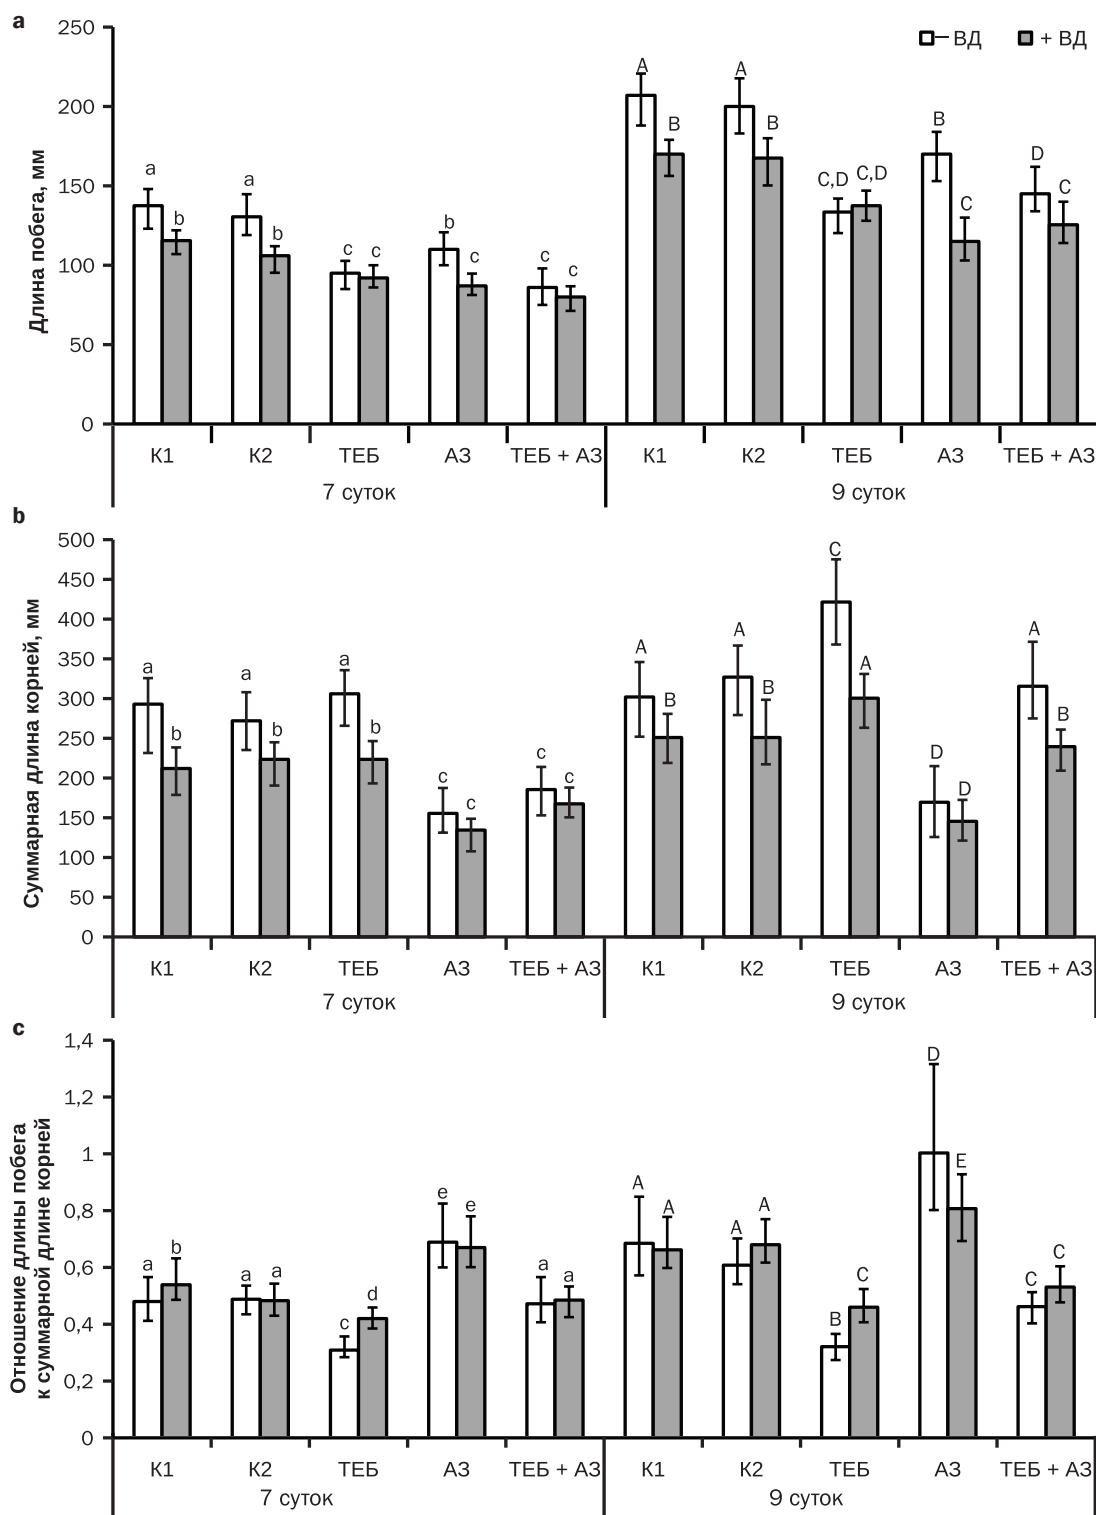 a
– ВД + ВД
Длина побега, мм
250
200
150
100
50
0
A A
B B B
C,D C,D D
C C
a a
b b b
c c c c c
К1 К2 ТЕБ АЗ ТЕБ + АЗ К1 К2 ТЕБ АЗ ТЕБ + АЗ
7 суток 9 суток
b
Суммарная длина корней, мм
500
450
400
350
300
250
200
150
100
50
0
C
a a a A A A A
b b b B B B
c c c c D D
К1 К2 ТЕБ АЗ ТЕБ + АЗ К1 К2 ТЕБ АЗ ТЕБ + АЗ
7 суток 9 суток
c
Отношение длины побега
к суммарной длине корней
1,4
1,2
1
0,8
0,6
0,4
0,2
0
D
E
e e A A A A
a b a a a a C C C
c d B
К1 К2 ТЕБ АЗ ТЕБ + АЗ К1 К2 ТЕБ АЗ ТЕБ + АЗ
7 суток 9 суток